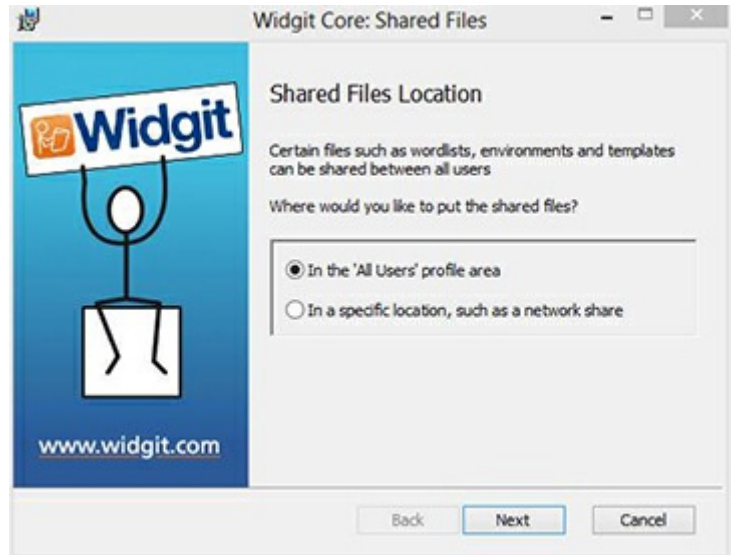 Widgit Core: Shared Files
Widgit
www.widgit.com
Shared Files Location
Certain files such as wordlists, environments and templates
can be shared between all users
Where would you like to put the shared files?
In the 'All Users' profile area
In a specific location, such as a network share
Back
Next
Cancel